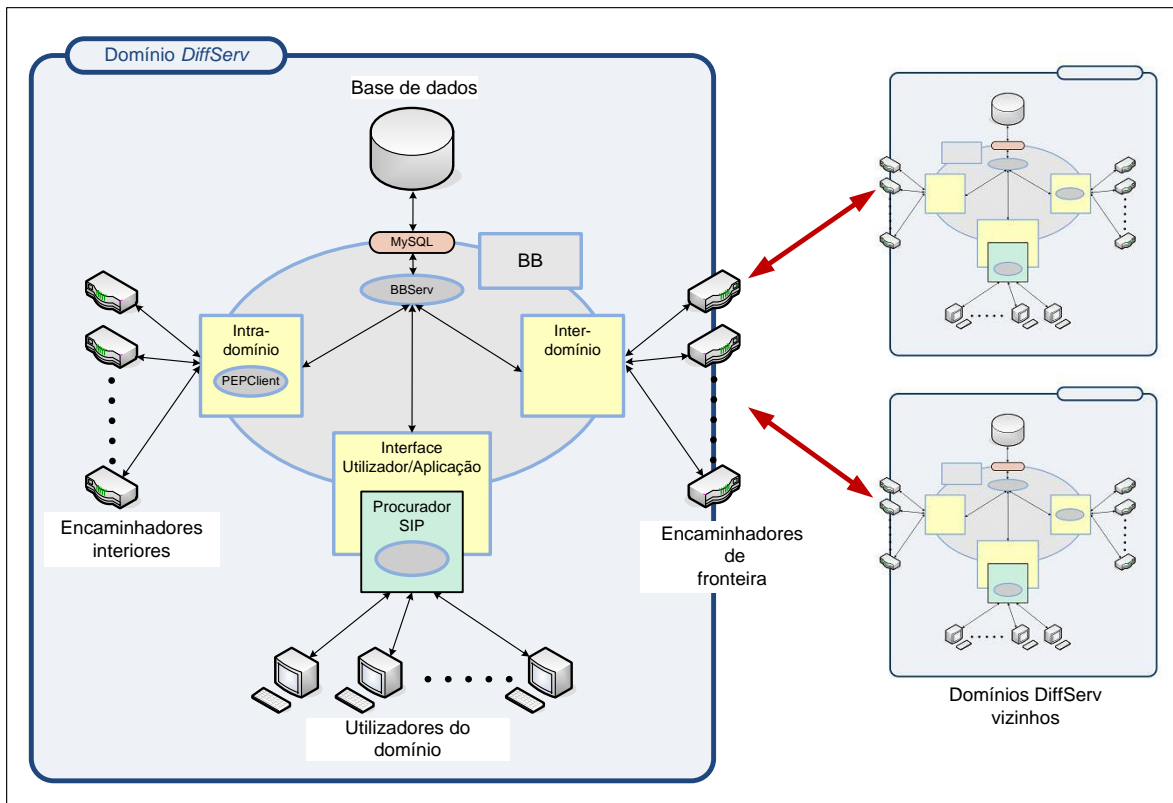 Domínio DiffServ
Base de dados
MySQL
BB
BBServ
Intra-
domínio
PEPClient
Inter-
domínio
Interface
Utilizador/Aplicação
Procurador
SIP
Encaminhadores
interiores
Encaminhadores
de
fronteira
Utilizadores do
domínio
Domínios DiffServ
vizinhos